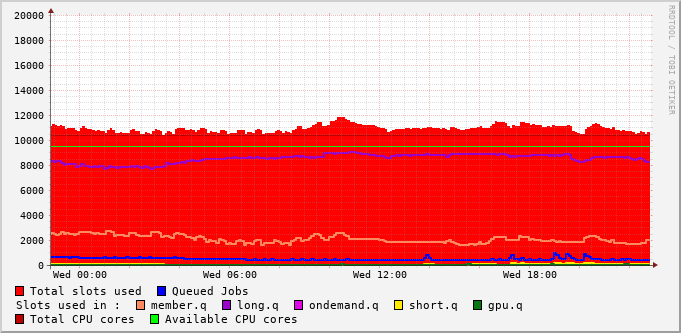 20000
18000
16000
14000
12000
10000
8000
6000
4000
2000
0
Wed 00:00 Wed 06:00 Wed 12:00 Wed 18:00
RRDTOOL / TOBI OETIKER
Total slots used Queued Jobs
Slots used in : member.q long.q ondemand.q short.q gpu.q
Total CPU cores Available CPU cores